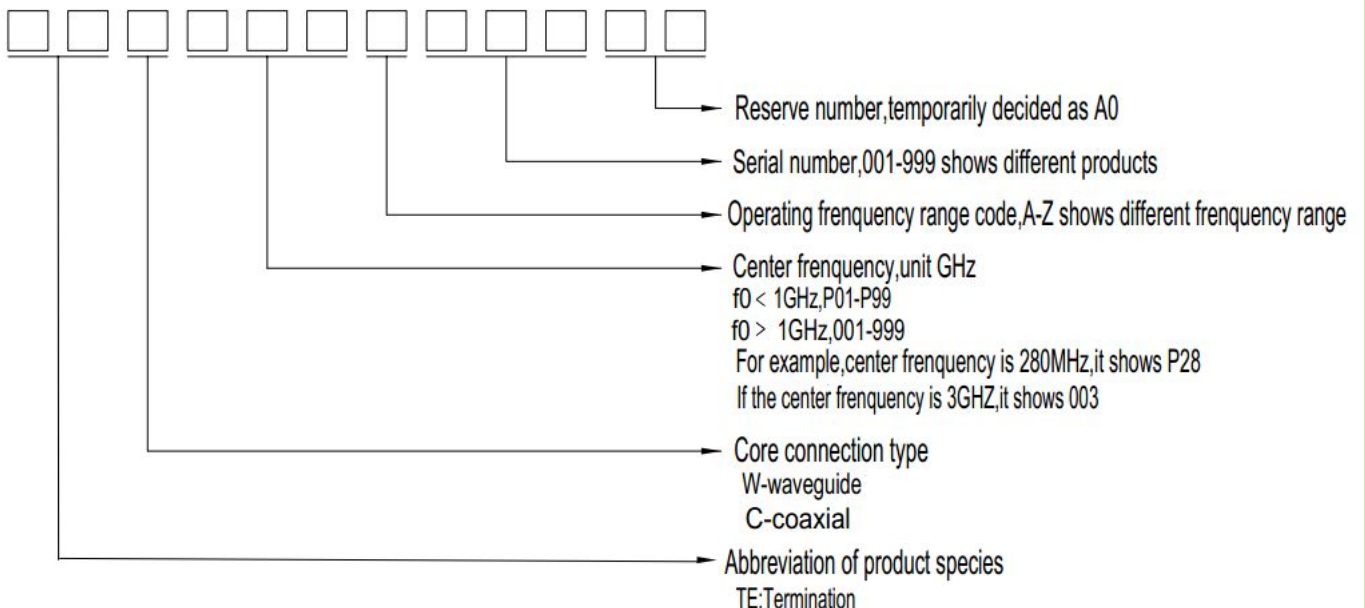 Reserve number,temporarily decided as A0
Serial number,001-999 shows different products
Operating frenquency range code,A-Z shows different frenquency range
Center frenquency,unit GHz
f0 < 1GHz,P01-P99
f0 > 1GHz,001-999
For example,center frenquency is 280MHz,it shows P28
If the center frenquency is 3GHZ,it shows 003
Core connection type
W-waveguide
C-coaxial
Abbreviation of product species
TE:Termination